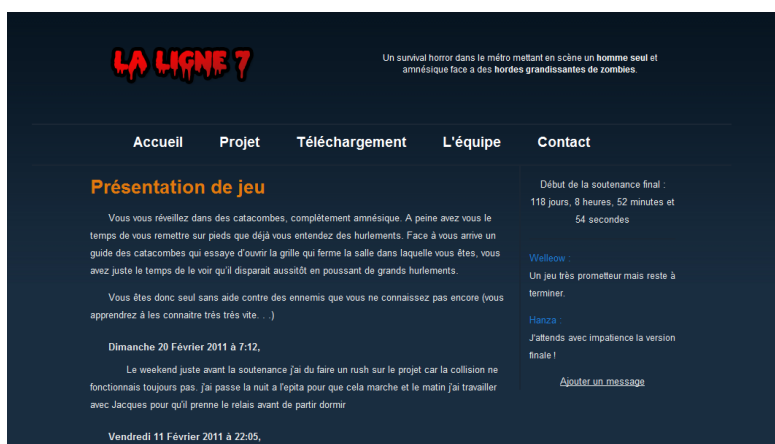 LA LIGNE 7
Un survival horror dans le métro mettant en scène un homme seul et
amnésique face a des hordes grandissantes de zombies.
Accueil Projet Téléchargement L'équipe Contact
Présentation de jeu
Vous vous réveillez dans des catacombes, complètement amnésique. A peine avez vous le
temps de vous remettre sur pieds que déjà vous entendez des hurlements. Face à vous arrive un
guide des catacombes qui essaye d'ouvrir la grille qui ferme la salle dans laquelle vous êtes, vous
avez juste le temps de le voir qu'il disparait aussitôt en poussant de grands hurlements.
Vous êtes donc seul sans aide contre des ennemis que vous ne connaissez pas encore (vous
apprendrez à les connaitre très très vite. . .)
Dimanche 20 Février 2011 à 7:12,
Le weekend juste avant la soutenance j'ai du faire un rush sur le projet car la collision ne
fonctionnais toujours pas. j'ai passe la nuit a l'epita pour que cela marche et le matin j'ai travailler
avec Jacques pour qu'il prenne le relais avant de partir dormir
Vendredi 11 Février 2011 à 22:05,
Début de la soutenance final :
118 jours, 8 heures, 52 minutes et
54 secondes
Welleow :
Un jeu très prometteur mais reste à
terminer.
Hanza :
J'attends avec impatience la version
finale !
Ajouter un message